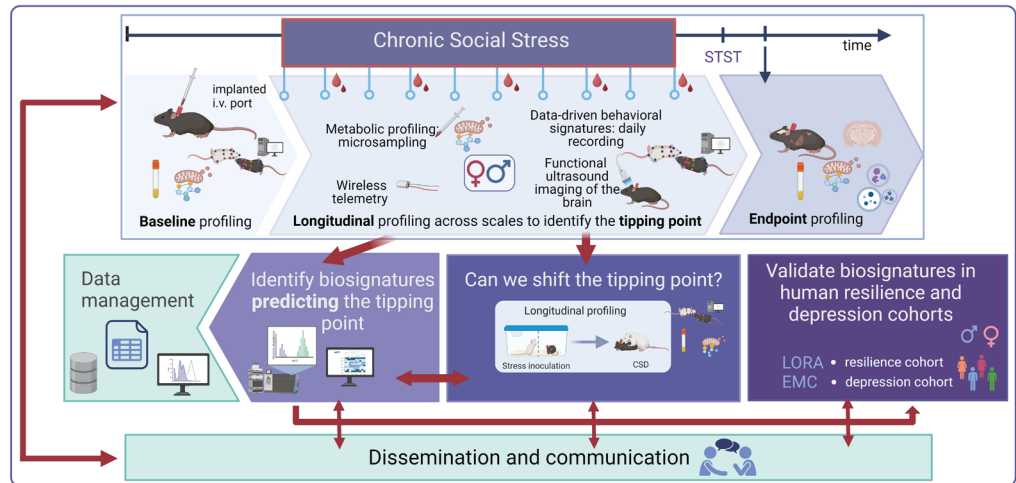 Chronic Social Stress
time
STST
implanted
i.v. port
Baseline profiling
Metabolic profiling:
microsampling
Wireless
telemetry
Data-driven behavioral
signatures: daily
recording
Functional
ultrasound
imaging of the
brain
Longitudinal profiling across scales to identify the tipping point
Endpoint profiling
Data
management
Identify biosignatures
predicting the tipping
point
Can we shift the tipping point?
Longitudinal profiling
Stress inoculation
CSD
Validate biosignatures in
human resilience and
depression cohorts
LORA • resilience cohort
EMC • depression cohort
Dissemination and communication